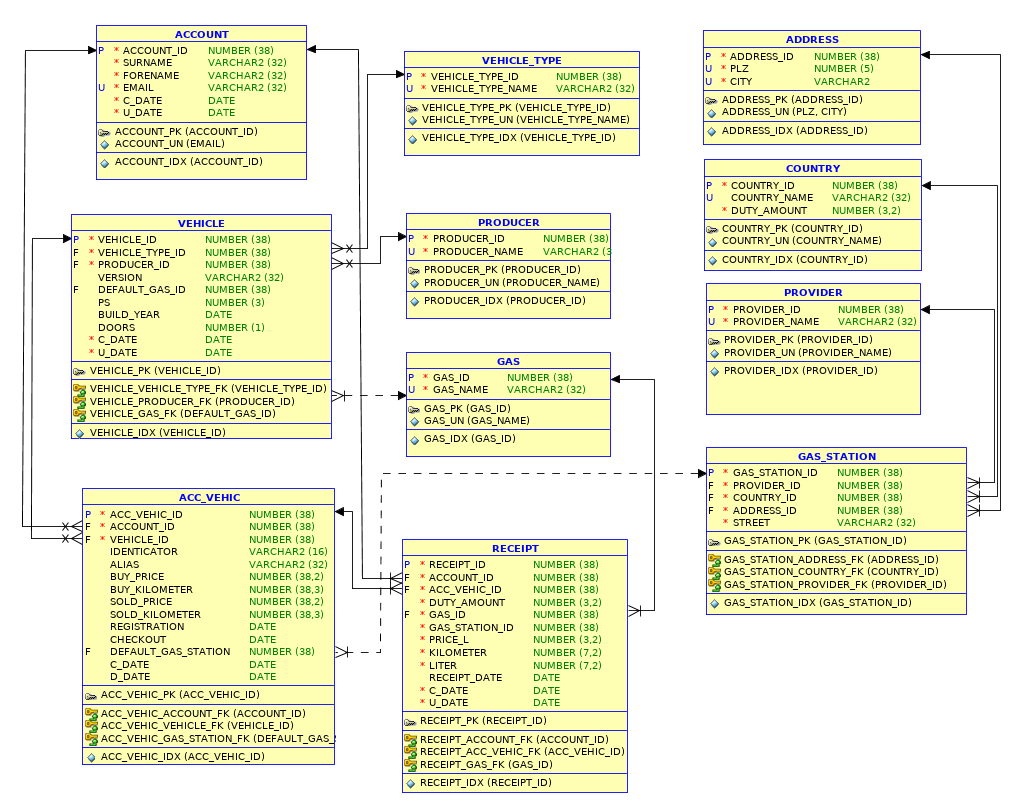 ACCOUNT
P * ACCOUNT_ID NUMBER (38)
* SURNAME VARCHAR2 (32)
* FORENAME VARCHAR2 (32)
U * EMAIL VARCHAR2 (32)
* C_DATE DATE
* U_DATE DATE
ACCOUNT_PK (ACCOUNT_ID)
ACCOUNT_UN (EMAIL)
ACCOUNT_IDX (ACCOUNT_ID)
VEHICLE_TYPE
P * VEHICLE_TYPE_ID NUMBER (38)
U * VEHICLE_TYPE_NAME VARCHAR2 (32)
VEHICLE_TYPE_PK (VEHICLE_TYPE_ID)
VEHICLE_TYPE_UN (VEHICLE_TYPE_NAME)
VEHICLE_TYPE_IDX (VEHICLE_TYPE_ID)
ADDRESS
P * ADDRESS_ID NUMBER (38)
U * PLZ NUMBER (5)
U * CITY VARCHAR2
ADDRESS_PK (ADDRESS_ID)
ADDRESS_UN (PLZ, CITY)
ADDRESS_IDX (ADDRESS_ID)
COUNTRY
P * COUNTRY_ID NUMBER (38)
U COUNTRY_NAME VARCHAR2 (32)
* DUTY_AMOUNT NUMBER (3,2)
COUNTRY_PK (COUNTRY_ID)
COUNTRY_UN (COUNTRY_NAME)
COUNTRY_IDX (COUNTRY_ID)
VEHICLE
P * VEHICLE_ID NUMBER (38)
F * VEHICLE_TYPE_ID NUMBER (38)
F * PRODUCER_ID NUMBER (38)
VERSION VARCHAR2 (32)
F DEFAULT_GAS_ID NUMBER (38)
PS NUMBER (3)
BUILD_YEAR DATE
DOORS NUMBER (1)
* C_DATE DATE
* U_DATE DATE
VEHICLE_PK (VEHICLE_ID)
VEHICLE_VEHICLE_TYPE_FK (VEHICLE_TYPE_ID)
VEHICLE_PRODUCER_FK (PRODUCER_ID)
VEHICLE_GAS_FK (DEFAULT_GAS_ID)
VEHICLE_IDX (VEHICLE_ID)
X
X
PRODUCER
P * PRODUCER_ID NUMBER (38)
U * PRODUCER_NAME VARCHAR2 (3
PRODUCER_PK (PRODUCER_ID)
PRODUCER_UN (PRODUCER_NAME)
PRODUCER_IDX (PRODUCER_ID)
PROVIDER
P * PROVIDER_ID NUMBER (38)
U * PROVIDER_NAME VARCHAR2 (32)
PROVIDER_PK (PROVIDER_ID)
PROVIDER_UN (PROVIDER_NAME)
PROVIDER_IDX (PROVIDER_ID)
GAS
P * GAS_ID NUMBER (38)
U * GAS_NAME VARCHAR2 (32)
GAS_PK (GAS_ID)
GAS_UN (GAS_NAME)
GAS_IDX (GAS_ID)
GAS_STATION
P * GAS_STATION_ID NUMBER (38)
F * PROVIDER_ID NUMBER (38)
F * COUNTRY_ID NUMBER (38)
F * ADDRESS_ID NUMBER (38)
* STREET VARCHAR2 (32)
GAS_STATION_PK (GAS_STATION_ID)
GAS_STATION_ADDRESS_FK (ADDRESS_ID)
GAS_STATION_COUNTRY_FK (COUNTRY_ID)
GAS_STATION_PROVIDER_FK (PROVIDER_ID)
GAS_STATION_IDX (GAS_STATION_ID)
ACC_VEHIC
P * ACC_VEHIC_ID NUMBER (38)
X F * ACCOUNT_ID NUMBER (38)
X F * VEHICLE_ID NUMBER (38)
IDENTICATOR VARCHAR2 (16)
ALIAS VARCHAR2 (32)
BUY_PRICE NUMBER (38,2)
BUY_KILOMETER NUMBER (38,3)
SOLD_PRICE NUMBER (38,2)
SOLD_KILOMETER NUMBER (38,3)
REGISTRATION DATE
CHECKOUT DATE
F DEFAULT_GAS_STATION NUMBER (38)
C_DATE DATE
D_DATE DATE
ACC_VEHIC_PK (ACC_VEHIC_ID)
ACC_VEHIC_ACCOUNT_FK (ACCOUNT_ID)
ACC_VEHIC_VEHICLE_FK (VEHICLE_ID)
ACC_VEHIC_GAS_STATION_FK (DEFAULT_GAS_
ACC_VEHIC_IDX (ACC_VEHIC_ID)
RECEIPT
P * RECEIPT_ID NUMBER (38)
F * ACCOUNT_ID NUMBER (38)
F * ACC_VEHIC_ID NUMBER (38)
* DUTY_AMOUNT NUMBER (3,2)
F * GAS_ID NUMBER (38)
* GAS_STATION_ID NUMBER (38)
* PRICE_L NUMBER (3,2)
* KILOMETER NUMBER (7,2)
* LITER NUMBER (7,2)
RECEIPT_DATE DATE
* C_DATE DATE
* U_DATE DATE
RECEIPT_PK (RECEIPT_ID)
RECEIPT_ACCOUNT_FK (ACCOUNT_ID)
RECEIPT_ACC_VEHIC_FK (ACC_VEHIC_ID)
RECEIPT_GAS_FK (GAS_ID)
RECEIPT_IDX (RECEIPT_ID)